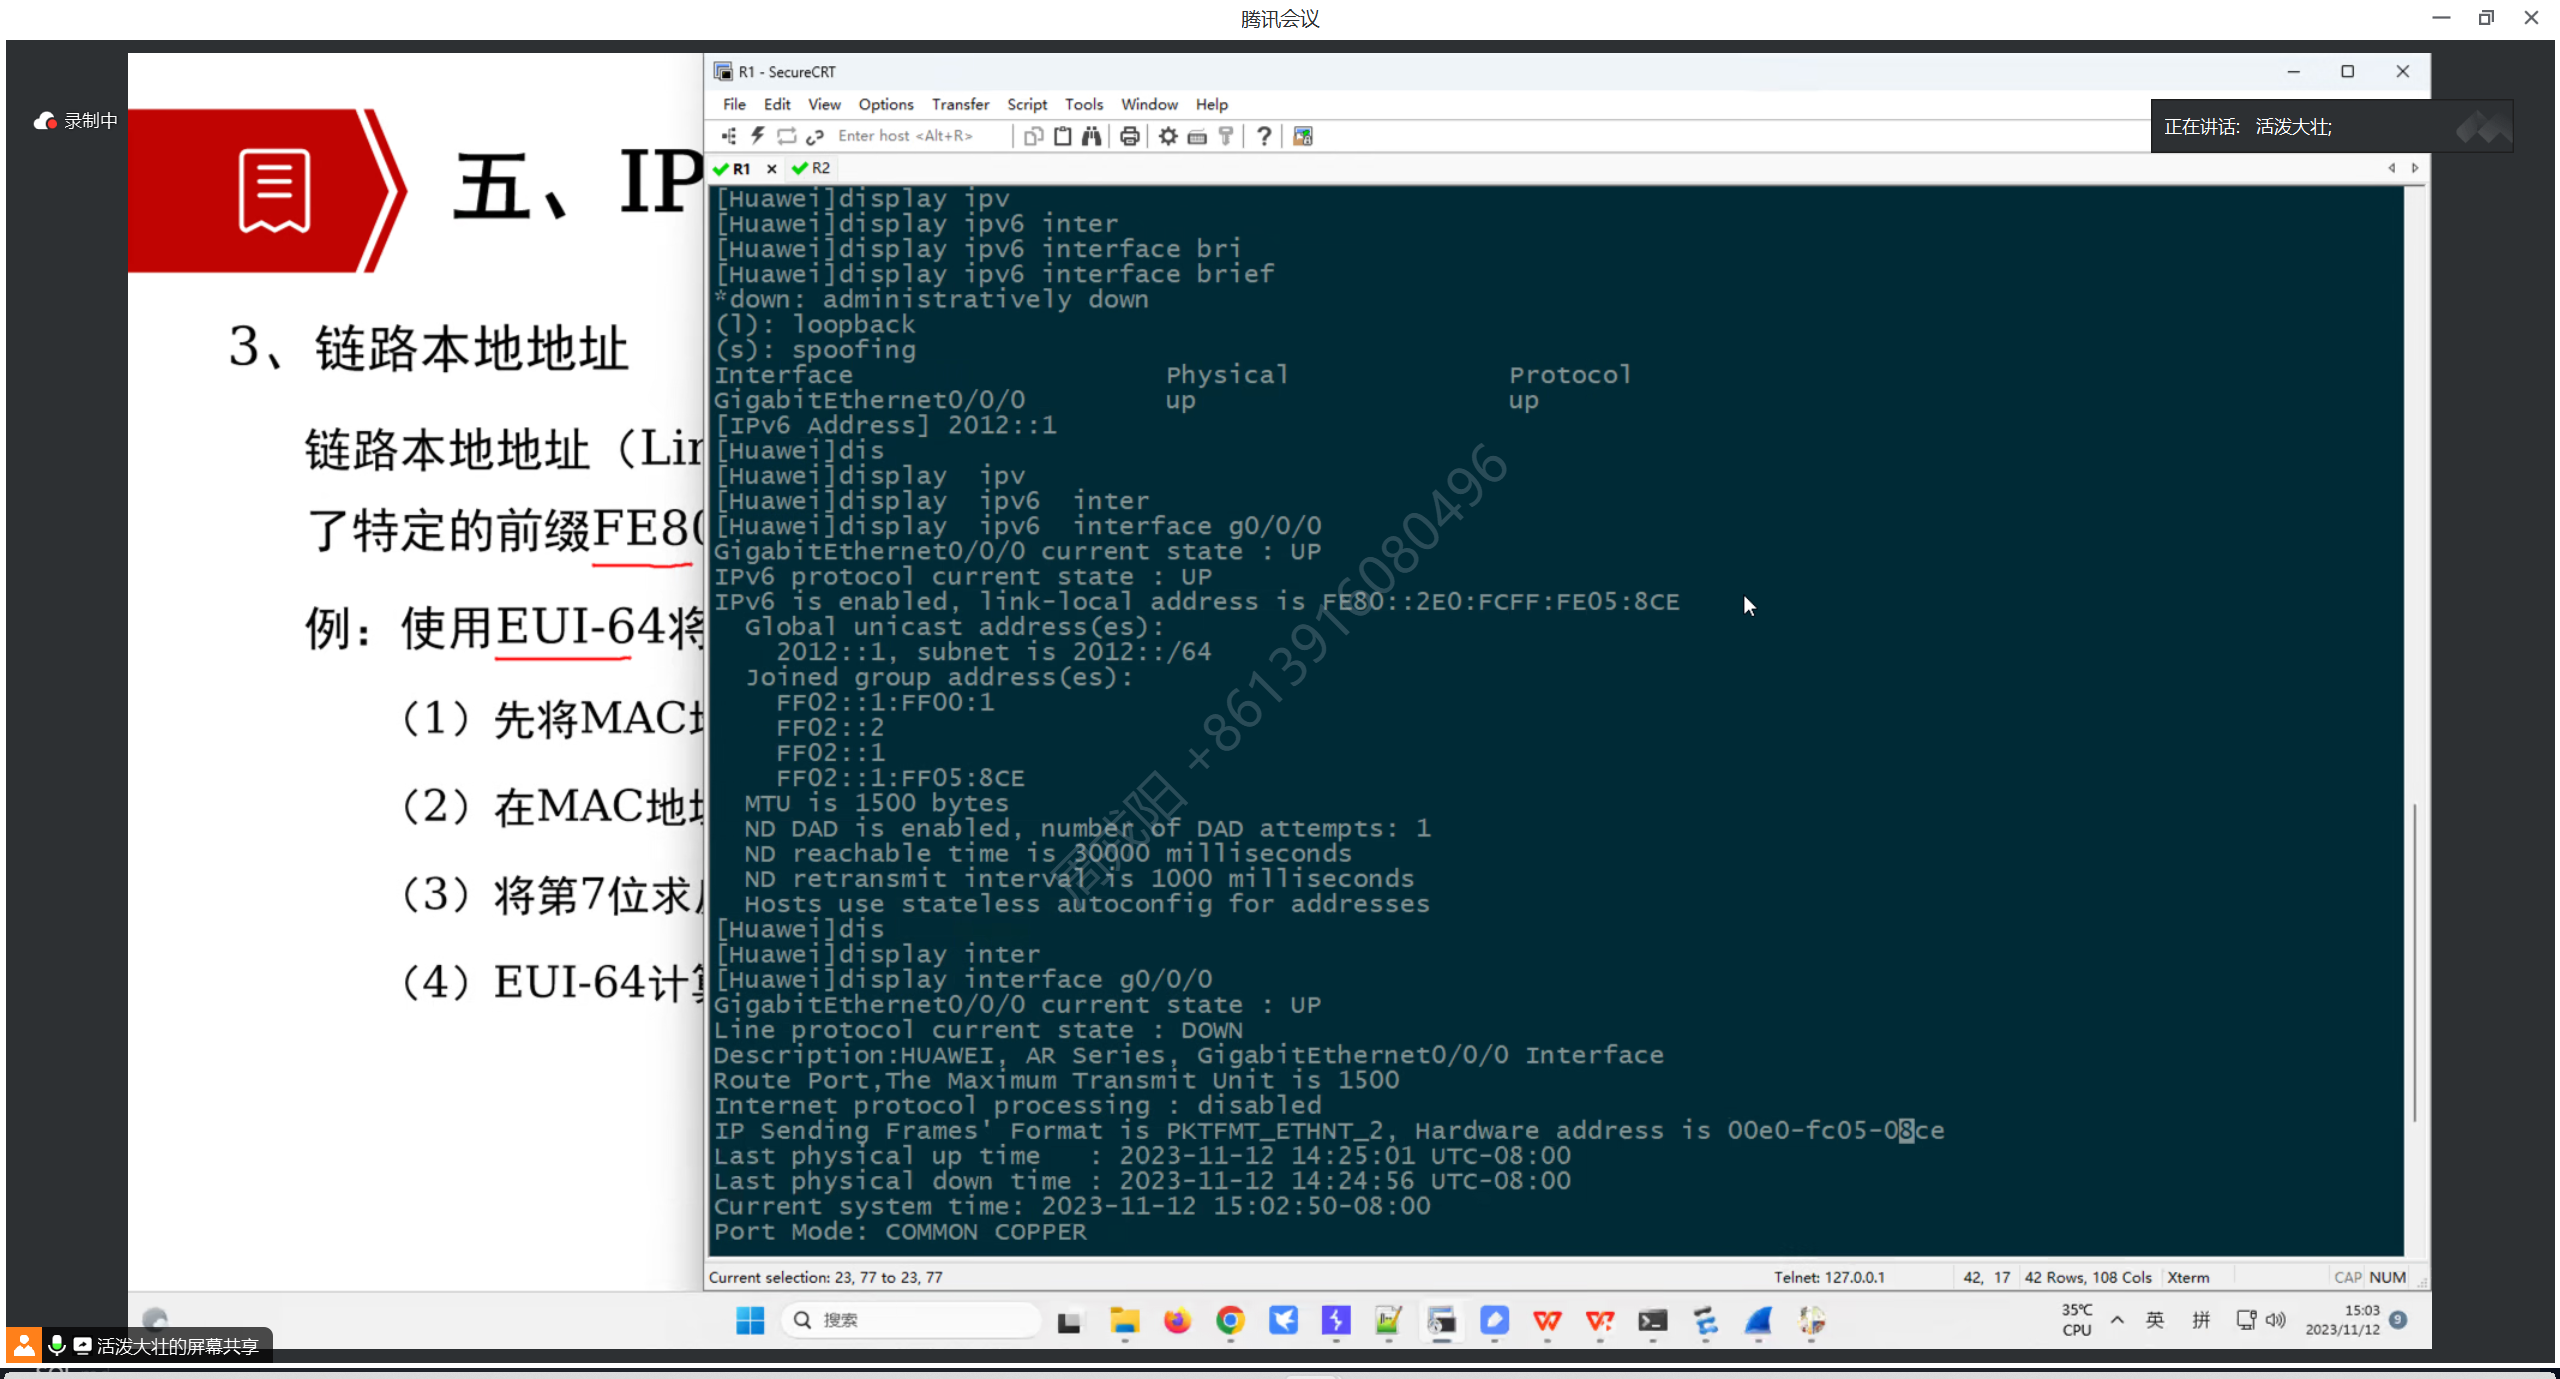 腾讯会议
录制中
正在讲话: 活泼大壮;
五、IP
3、链路本地地址
链路本地地址（Lin
了特定的前缀FE80
例：使用EUI-64将
（1）先将MAC地
（2）在MAC地址
（3）将第7位求反
（4）EUI-64计算
R1 - SecureCRT
File Edit View Options Transfer Script Tools Window Help
Enter host <Alt+R>
R1 R2
[Huawei]display ipv
[Huawei]display ipv6 inter
[Huawei]display ipv6 interface bri
[Huawei]display ipv6 interface brief
*down: administratively down
(l): loopback
(s): spoofing
Interface Physical Protocol
GigabitEthernet0/0/0 up up
[IPv6 Address] 2012::1
[Huawei]dis
[Huawei]display  ipv
[Huawei]display  ipv6  inter
[Huawei]display  ipv6  interface g0/0/0
GigabitEthernet0/0/0 current state : UP
IPv6 protocol current state : UP
IPv6 is enabled, link-local address is FE80::2E0:FCFF:FE05:8CE
Global unicast address(es):
2012::1, subnet is 2012::/64
Joined group address(es):
FF02::1:FF00:1
FF02::2
FF02::1
FF02::1:FF05:8CE
MTU is 1500 bytes
ND DAD is enabled, number of DAD attempts: 1
ND reachable time is 30000 milliseconds
ND retransmit interval is 1000 milliseconds
Hosts use stateless autoconfig for addresses
[Huawei]dis
[Huawei]display inter
[Huawei]display interface g0/0/0
GigabitEthernet0/0/0 current state : UP
Line protocol current state : DOWN
Description:HUAWEI, AR Series, GigabitEthernet0/0/0 Interface
Route Port,The Maximum Transmit Unit is 1500
Internet protocol processing : disabled
IP Sending Frames' Format is PKTFMT_ETHNT_2, Hardware address is 00e0-fc05-08ce
Last physical up time   : 2023-11-12 14:25:01 UTC-08:00
Last physical down time : 2023-11-12 14:24:56 UTC-08:00
Current system time: 2023-11-12 15:02:50-08:00
Port Mode: COMMON COPPER
+8613916080496
Current selection: 23, 77 to 23, 77 Telnet: 127.0.0.1 42, 17 42 Rows, 108 Cols Xterm CAP NUM
搜索
35℃
CPU
英 拼
15:03
2023/11/12
9
活泼大壮的屏幕共享